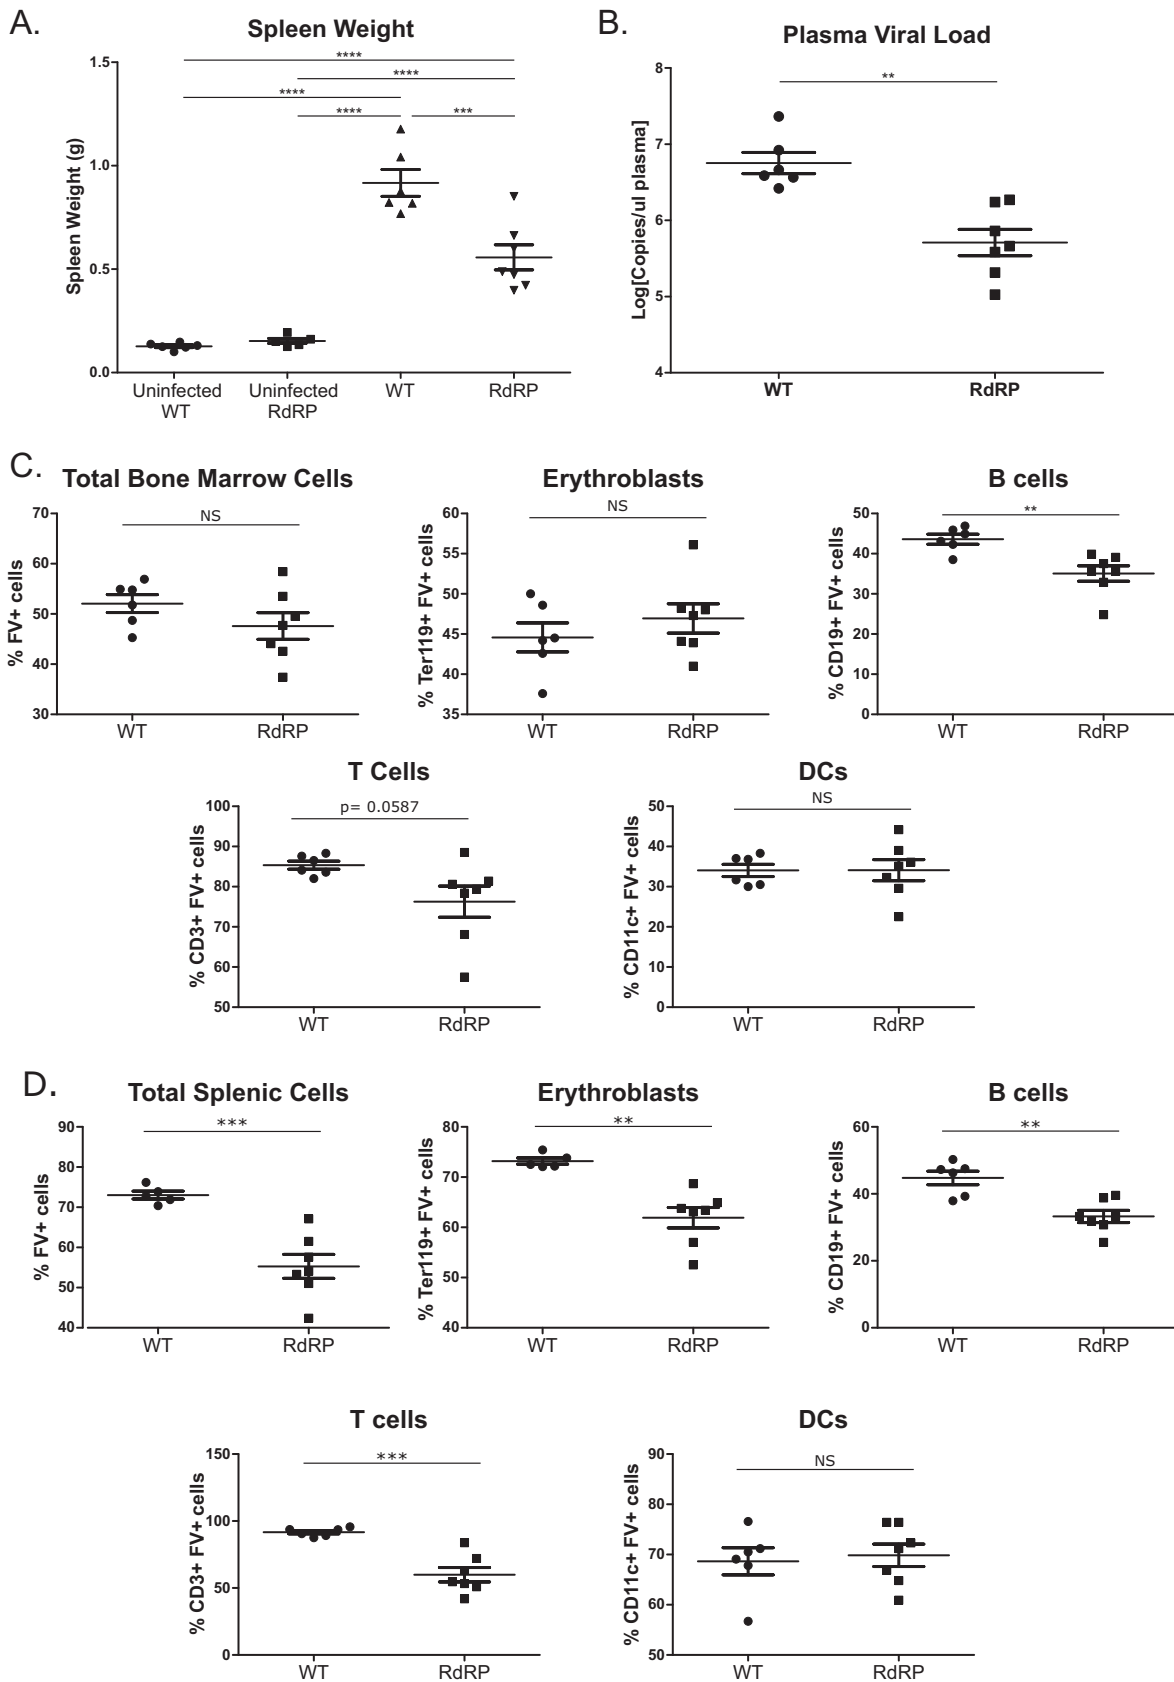 A.
Spleen Weight
****
****
****
****
***
Spleen Weight (g)
1.5
1.0
0.5
0.0
Uninfected
WT
Uninfected
RdRP
WT
RdRP
B.
Plasma Viral Load
**
Log[Copies/ul plasma]
8
7
6
5
4
WT
RdRP
C.
Total Bone Marrow Cells
NS
% FV+ cells
70
60
50
40
30
WT
RdRP
Erythroblasts
NS
% Ter119+ FV+ cells
60
55
50
45
40
35
WT
RdRP
B cells
**
% CD19+ FV+ cells
50
40
30
20
10
0
WT
RdRP
T Cells
p= 0.0587
% CD3+ FV+ cells
100
90
80
70
60
50
WT
RdRP
DCs
NS
% CD11c+ FV+ cells
50
40
30
20
10
0
WT
RdRP
D.
Total Splenic Cells
***
% FV+ cells
90
80
70
60
50
40
WT
RdRP
Erythroblasts
**
% Ter119+ FV+ cells
80
70
60
50
40
WT
RdRP
B cells
**
% CD19+ FV+ cells
60
40
20
0
WT
RdRP
T cells
***
% CD3+ FV+ cells
150
100
50
0
WT
RdRP
DCs
NS
% CD11c+ FV+ cells
90
80
70
60
50
WT
RdRP